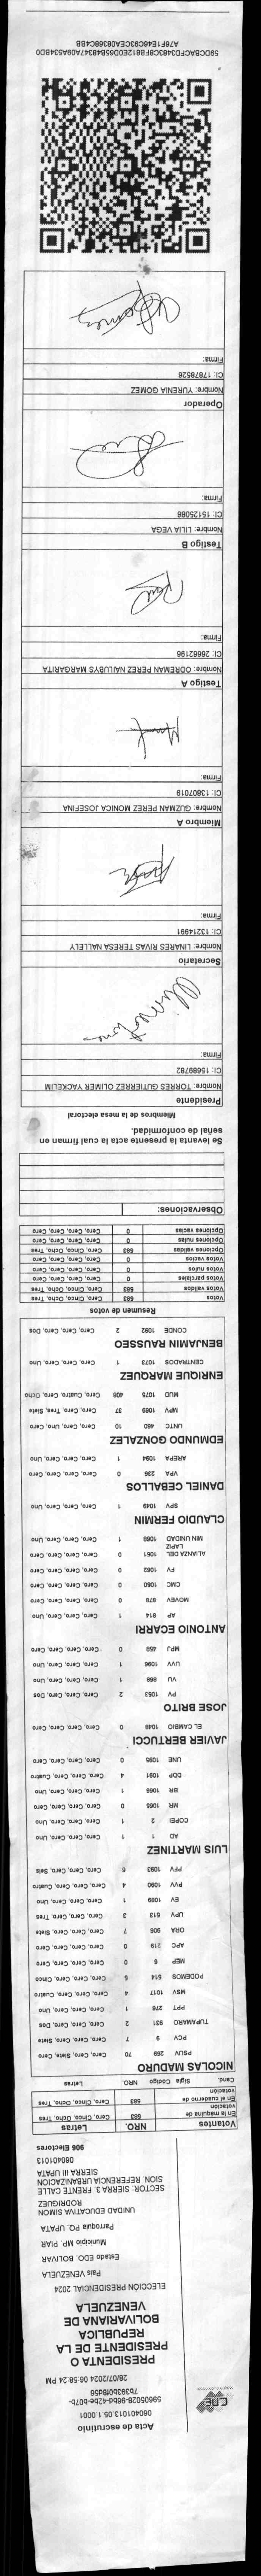 Acta de escrutinio
060401013.05.1.0001
7b393b0f8d56
28/07/2024 06:58:24 PM
CNE
PRESIDENTA O
PRESIDENTE DE LA
REPUBLICA
BOLIVARIANA DE
VENEZUELA
ELECCIÓN PRESIDENCIAL 2024
País VENEZUELA
Estado EDO. BOLIVAR
Municipio MP. PIAR
Parroquia PQ. UPATA
UNIDAD EDUCATIVA SIMON
RODRIGUEZ
SECTOR: SIERRA 3. FRENTE CALLE
SION. REFERENCIA URBANIZACION
SIERRA III UPATA
060401013
906 Electores
Votantes NRO. Letras
En la máquina de votación 583 Cero, Cinco, Ocho, Tres
En el cuaderno de votación 583 Cero, Cinco, Ocho, Tres
Cand. Sigla Código NRO. Letras
NICOLAS MADURO
PSUV 269 70 Cero, Cero, Siete, Cero
PCV 9 7 Cero, Cero, Cero, Siete
TUPAMARO 931 2 Cero, Cero, Cero, Dos
PPT 276 1 Cero, Cero, Cero, Uno
MSV 1017 4 Cero, Cero, Cero, Cuatro
PODEMOS 614 5 Cero, Cero, Cero, Cinco
MEP 6 0 Cero, Cero, Cero, Cero
APC 219 0 Cero, Cero, Cero, Cero
ORA 906 7 Cero, Cero, Cero, Siete
UPV 613 3 Cero, Cero, Cero, Tres
EV 1089 1 Cero, Cero, Cero, Uno
PVV 1090 4 Cero, Cero, Cero, Cuatro
PFV 1093 6 Cero, Cero, Cero, Seis
LUIS MARTINEZ
AD 1 1 Cero, Cero, Cero, Uno
COPEI 2 1 Cero, Cero, Cero, Uno
MR 1055 0 Cero, Cero, Cero, Cero
BR 1066 1 Cero, Cero, Cero, Uno
DDP 1091 4 Cero, Cero, Cero, Cuatro
UNE 1095 0 Cero, Cero, Cero, Cero
JAVIER BERTUCCI
EL CAMBIO 1048 0 Cero, Cero, Cero, Cero
JOSE BRITO
PV 1053 2 Cero, Cero, Cero, Dos
VU 868 1 Cero, Cero, Cero, Uno
UVV 1096 1 Cero, Cero, Cero, Uno
MPJ 458 0 Cero, Cero, Cero, Cero
ANTONIO ECARRI
AP 814 1 Cero, Cero, Cero, Uno
MOVEV 878 0 Cero, Cero, Cero, Cero
CMC 1060 0 Cero, Cero, Cero, Cero
FV 1062 0 Cero, Cero, Cero, Cero
ALIANZA DEL LAPIZ 1051 0 Cero, Cero, Cero, Cero
MIN UNIDAD 1068 1 Cero, Cero, Cero, Uno
CLAUDIO FERMIN
SPV 1049 1 Cero, Cero, Cero, Uno
DANIEL CEBALLOS
VPA 236 0 Cero, Cero, Cero, Cero
AREPA 1094 1 Cero, Cero, Cero, Uno
EDMUNDO GONZALEZ
UNTC 460 10 Cero, Cero, Uno, Cero
MPV 1069 37 Cero, Cero, Tres, Siete
MUD 1075 408 Cero, Cuatro, Cero, Ocho
ENRIQUE MARQUEZ
CENTRADOS 1073 1 Cero, Cero, Cero, Uno
BENJAMIN RAUSSEO
CONDE 1082 2 Cero, Cero, Cero, Dos
Resumen de votos
Votos 583 Cero, Cinco, Ocho, Tres
Votos validos 583 Cero, Cinco, Ocho, Tres
Votos parciales 0 Cero, Cero, Cero, Cero
Votos nulos 0 Cero, Cero, Cero, Cero
Votos vacios 0 Cero, Cero, Cero, Cero
Opciones validas 583 Cero, Cinco, Ocho, Tres
Opciones nulas 0 Cero, Cero, Cero, Cero
Opciones vacias 0 Cero, Cero, Cero, Cero
Observaciones:
Se levanta la presente acta la cual firman en
señal de conformidad.
Miembros de la mesa electoral
Presidente
Nombre: TORRES GUTIERREZ OLIMER YACKELIM
CI: 15689782
Firma:
Secretario
Nombre: LINARES RIVAS TERESA NALLELY
CI: 13214991
Firma:
Miembro A
Nombre: GUZMAN PEREZ MONICA JOSEFINA
CI: 13807019
Firma:
Testigo A
Nombre: ODREMAN PEREZ NAILUBYS MARGARITA
CI: 26682196
Firma:
Testigo B
Nombre: LILIA VEGA
CI: 15125086
Firma:
Operador
Nombre: YURENIA GOMEZ
CI: 17878526
Firma:
59DCBACFD3483C8FB812E0D65B48347A09A534BD0
A76F1E46C93CEA08368C4BB